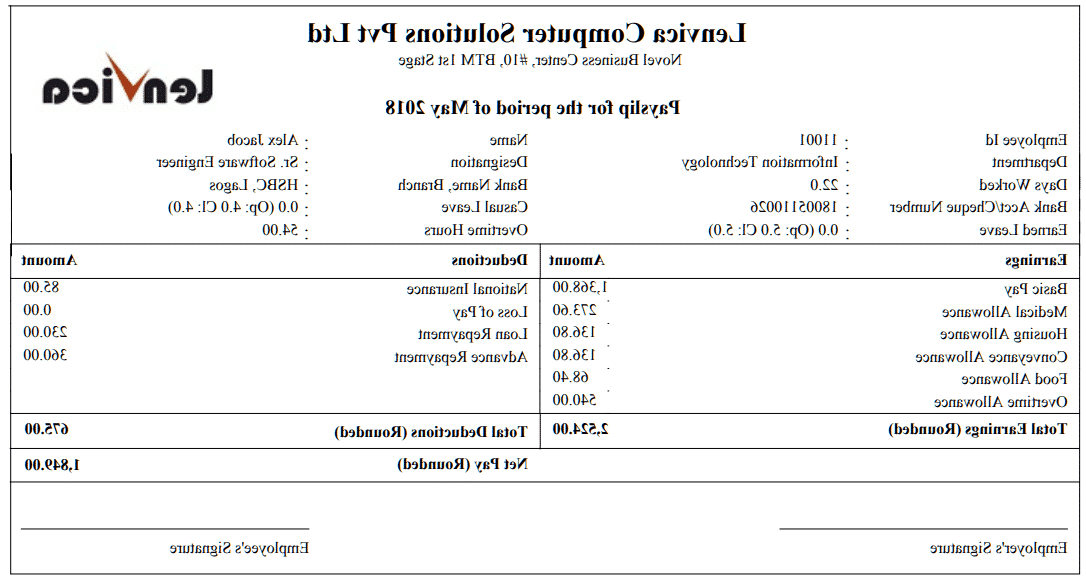 Lenvica Computer Solutions Pvt Ltd
Novel Business Center, #10, BTM 1st Stage
Lenvica
Payslip for the period of May 2018
Employee Id : 11001 Name : Alex Jacob
Department : Information Technology Designation : Sr. Software Engineer
Days Worked : 22.0 Bank Name, Branch : HSBC, Lagos
Bank Acct/Cheque Number : 18005110026 Casual Leave : 0.0 (Op: 4.0 Cl: 4.0)
Earned Leave : 0.0 (Op: 5.0 Cl: 5.0) Overtime Hours : 54.00
Earnings Amount Deductions Amount
Basic Pay 1,368.00 National Insurance 85.00
Medical Allowance 273.60 Loss of Pay 0.00
Housing Allowance 136.80 Loan Repayment 230.00
Conveyance Allowance 136.80 Advance Repayment 360.00
Food Allowance 68.40
Overtime Allowance 540.00
Total Earnings (Rounded) 2,524.00 Total Deductions (Rounded) 675.00
Net Pay (Rounded) 1,849.00
Employer's Signature Employee's Signature